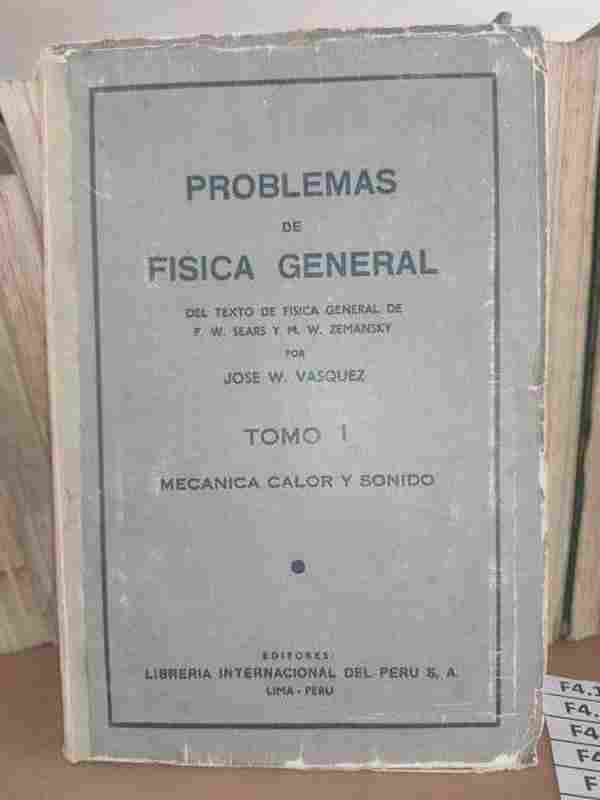 PROBLEMAS
DE
FISICA GENERAL
DEL TEXTO DE FISICA GENERAL DE
F. W. SEARS Y M. W. ZEMANSKY
POR
JOSE W. VASQUEZ
TOMO 1
MECANICA CALOR Y SONIDO
EDITORES:
LIBRERIA INTERNACIONAL DEL PERU S. A.
LIMA - PERU
F4.
F4.
F4.
F4
F